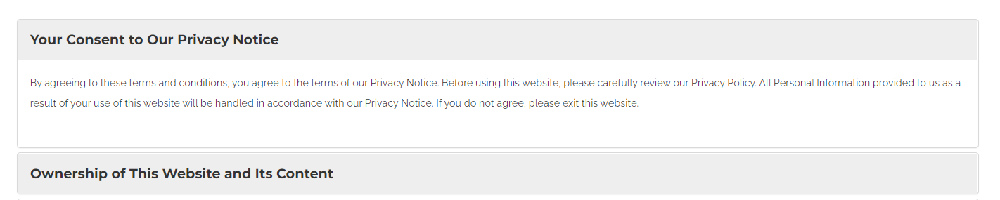 Your Consent to Our Privacy Notice
By agreeing to these terms and conditions, you agree to the terms of our Privacy Notice. Before using this website, please carefully review our Privacy Policy. All Personal Information provided to us as a
result of your use of this website will be handled in accordance with our Privacy Notice. If you do not agree, please exit this website.
Ownership of This Website and Its Content